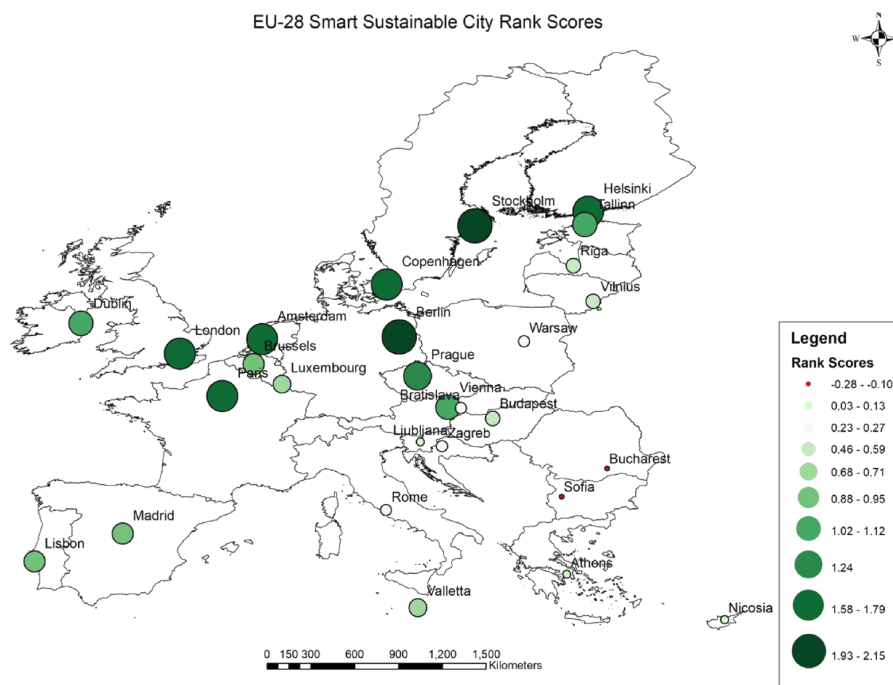 EU-28 Smart Sustainable City Rank Scores
N
W E
S
Helsinki
Tallinn
Stockholm
Riga
Copenhagen
Vilnius
Dublin
Amsterdam
Berlin
London
Warsaw
Brussels
Prague
Paris
Luxembourg
Vienna
Bratislava
Budapest
Ljubljana
Zagreb
Bucharest
Sofia
Rome
Madrid
Lisbon
Athens
Valletta
Nicosia
0 150 300 600 900 1,200 1,500
Kilometers
Legend
Rank Scores
-0.28 - -0.10
0.03 - 0.13
0.23 - 0.27
0.46 - 0.59
0.68 - 0.71
0.88 - 0.95
1.02 - 1.12
1.24
1.58 - 1.79
1.93 - 2.15